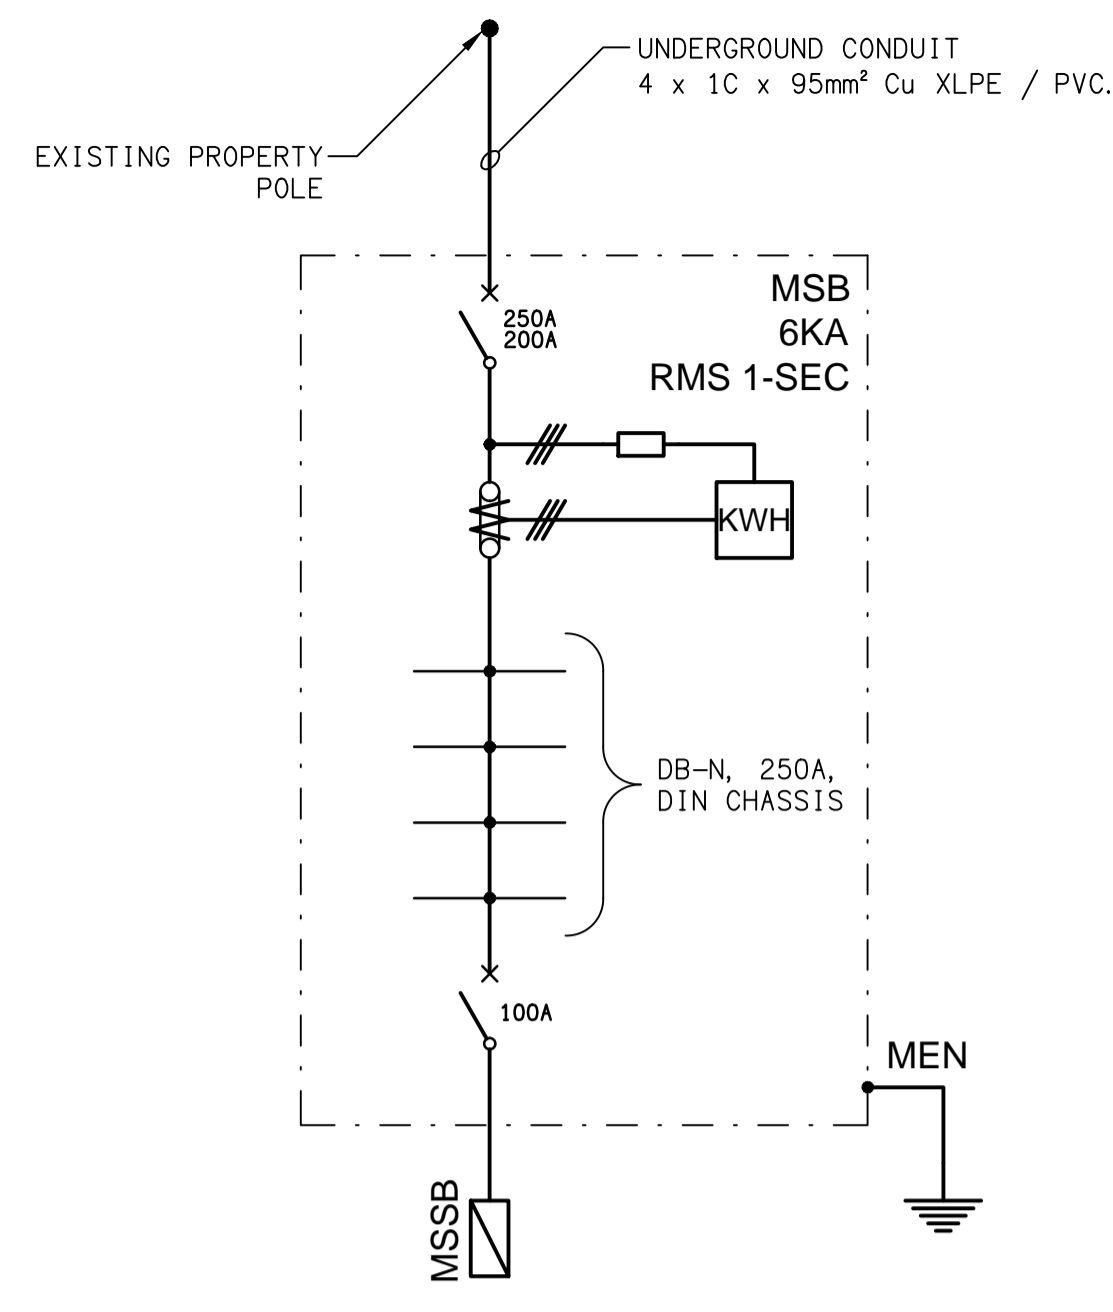 UNDERGROUND CONDUIT
4 x 1C x 95mm² Cu XLPE / PVC.
EXISTING PROPERTY
POLE
MSB
6KA
RMS 1-SEC
250A
200A
KWH
DB-N, 250A,
DIN CHASSIS
100A
MEN
MSSB